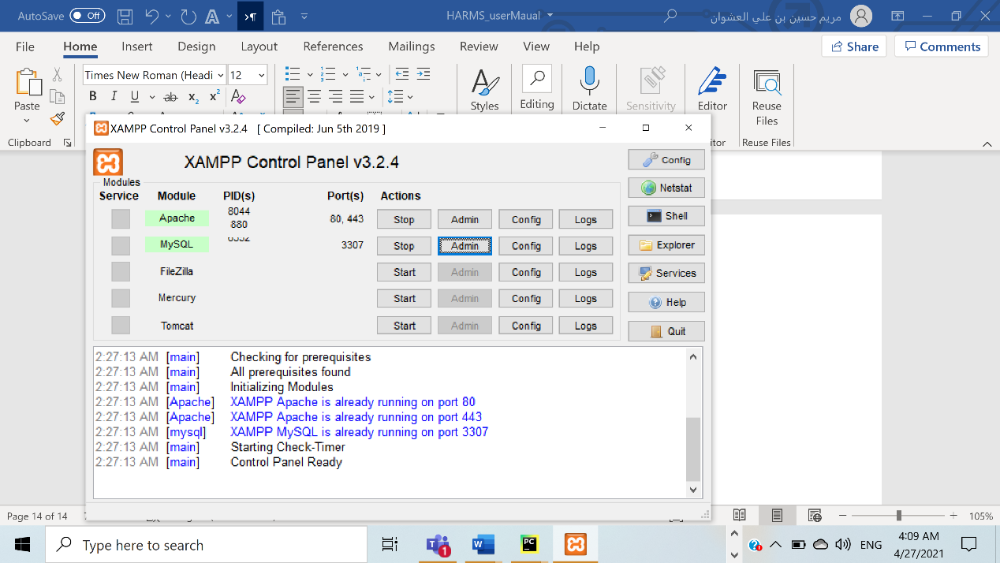 AutoSave Off HARMS_userMaual مريم حسين بن علي العشوان
File Home Insert Design Layout References Mailings Review View Help Share Comments
Times New Roman (Headi 12
B I U ab x2 x2 A
Paste Styles Editing Dictate Sensitivity Editor Reuse Files
Clipboard Reuse Files
XAMPP Control Panel v3.2.4 [ Compiled: Jun 5th 2019 ]
XAMPP Control Panel v3.2.4 Config
Modules
Service Module PID(s) Port(s) Actions Netstat
Apache 8044 880 80, 443 Stop Admin Config Logs Shell
MySQL 3307 Stop Admin Config Logs Explorer
FileZilla Start Admin Config Logs Services
Mercury Start Admin Config Logs Help
Tomcat Start Admin Config Logs Quit
2:27:13 AM [main] Checking for prerequisites
2:27:13 AM [main] All prerequisites found
2:27:13 AM [main] Initializing Modules
2:27:13 AM [Apache] XAMPP Apache is already running on port 80
2:27:13 AM [Apache] XAMPP Apache is already running on port 443
2:27:13 AM [mysql] XAMPP MySQL is already running on port 3307
2:27:13 AM [main] Starting Check-Timer
2:27:13 AM [main] Control Panel Ready
Page 14 of 14 105%
Type here to search 1 PC ENG 4:09 AM
4/27/2021